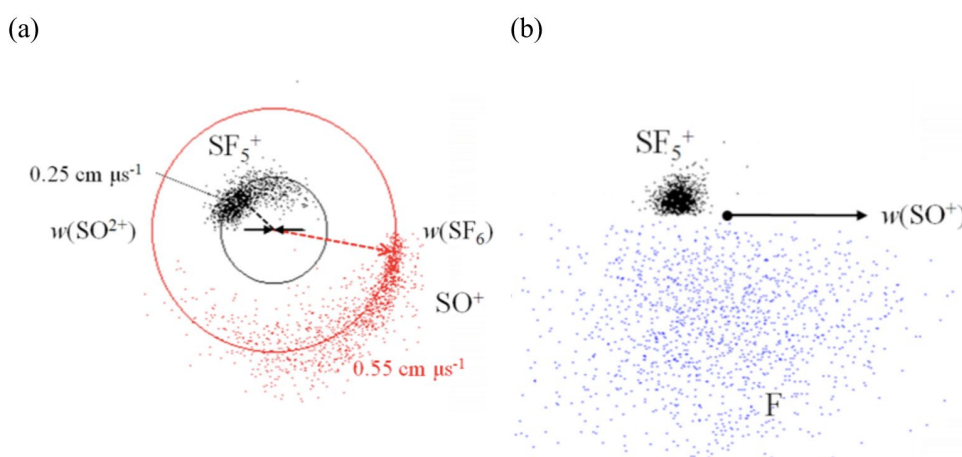 (a)
(b)
SF₅⁺
0.25 cm μs⁻¹
w(SO²⁺)
w(SF₆)
SO⁺
0.55 cm μs⁻¹
SF₅⁺
w(SO⁺)
F